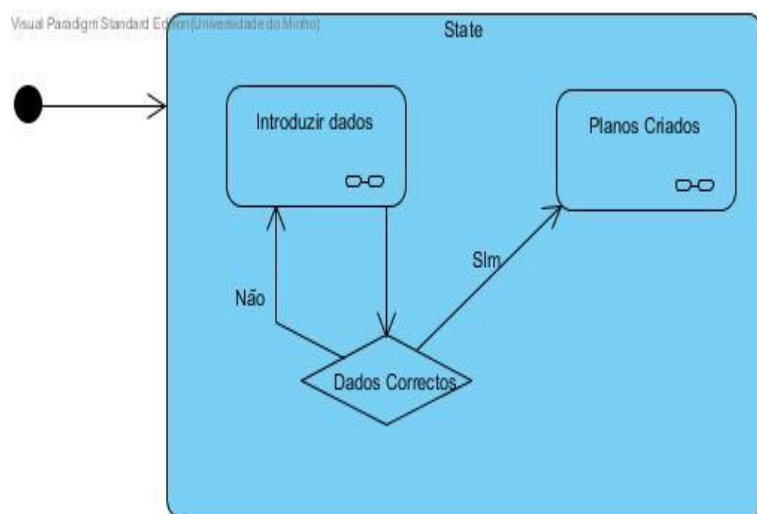 Visual Paradigm Standard Edition(Universidade do Minho)
State
Introduzir dados
Planos Criados
SIm
Não
Dados Correctos